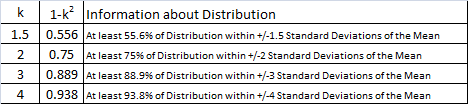 k 1-k² Information about Distribution
1.5 0.556 At least 55.6% of Distribution within +/-1.5 Standard Deviations of the Mean
2 0.75 At least 75% of Distribution within +/-2 Standard Deviations of the Mean
3 0.889 At least 88.9% of Distribution within +/-3 Standard Deviations of the Mean
4 0.938 At least 93.8% of Distribution within +/-4 Standard Deviations of the Mean